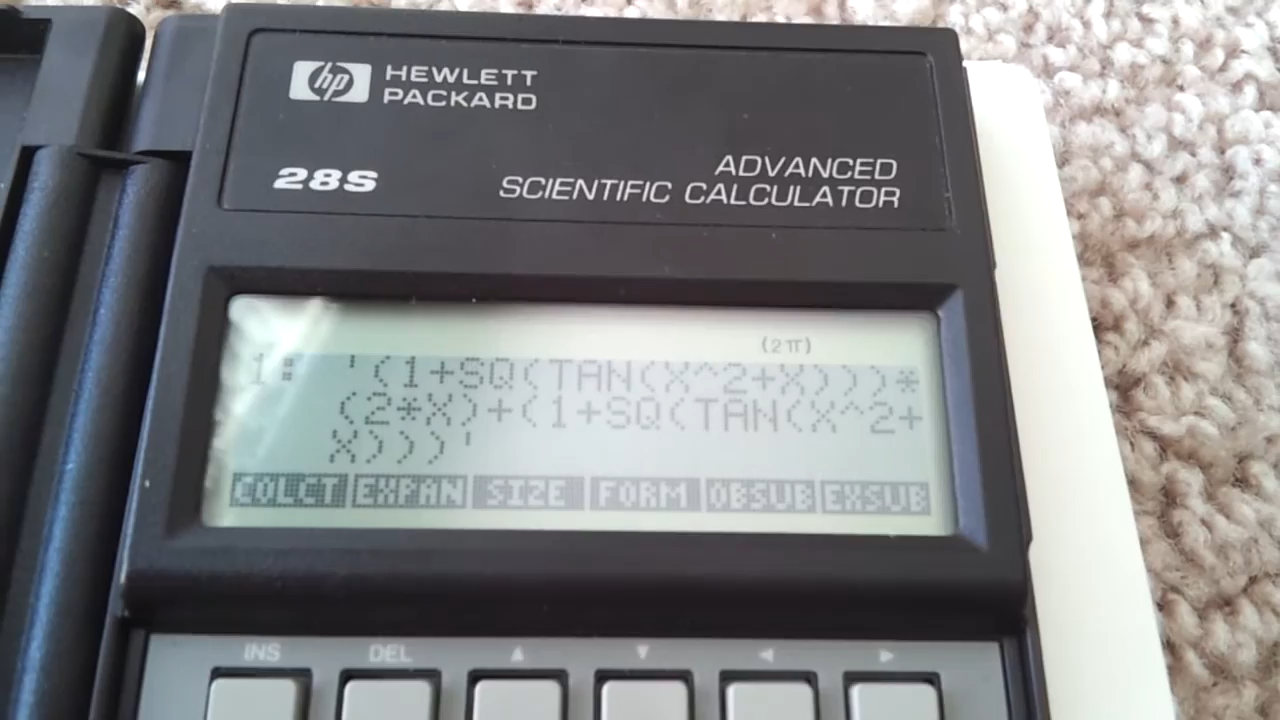 hp HEWLETT
PACKARD
28S
ADVANCED
SCIENTIFIC CALCULATOR
(2π)
1: '(1+SQ(TAN(X^2+X)))*
(2*X)+(1+SQ(TAN(X^2+
X)))'
COLCT EXPAN SIZE FORM OBSUB EXSUB
INS DEL ▲ ▼ ◀ ▶